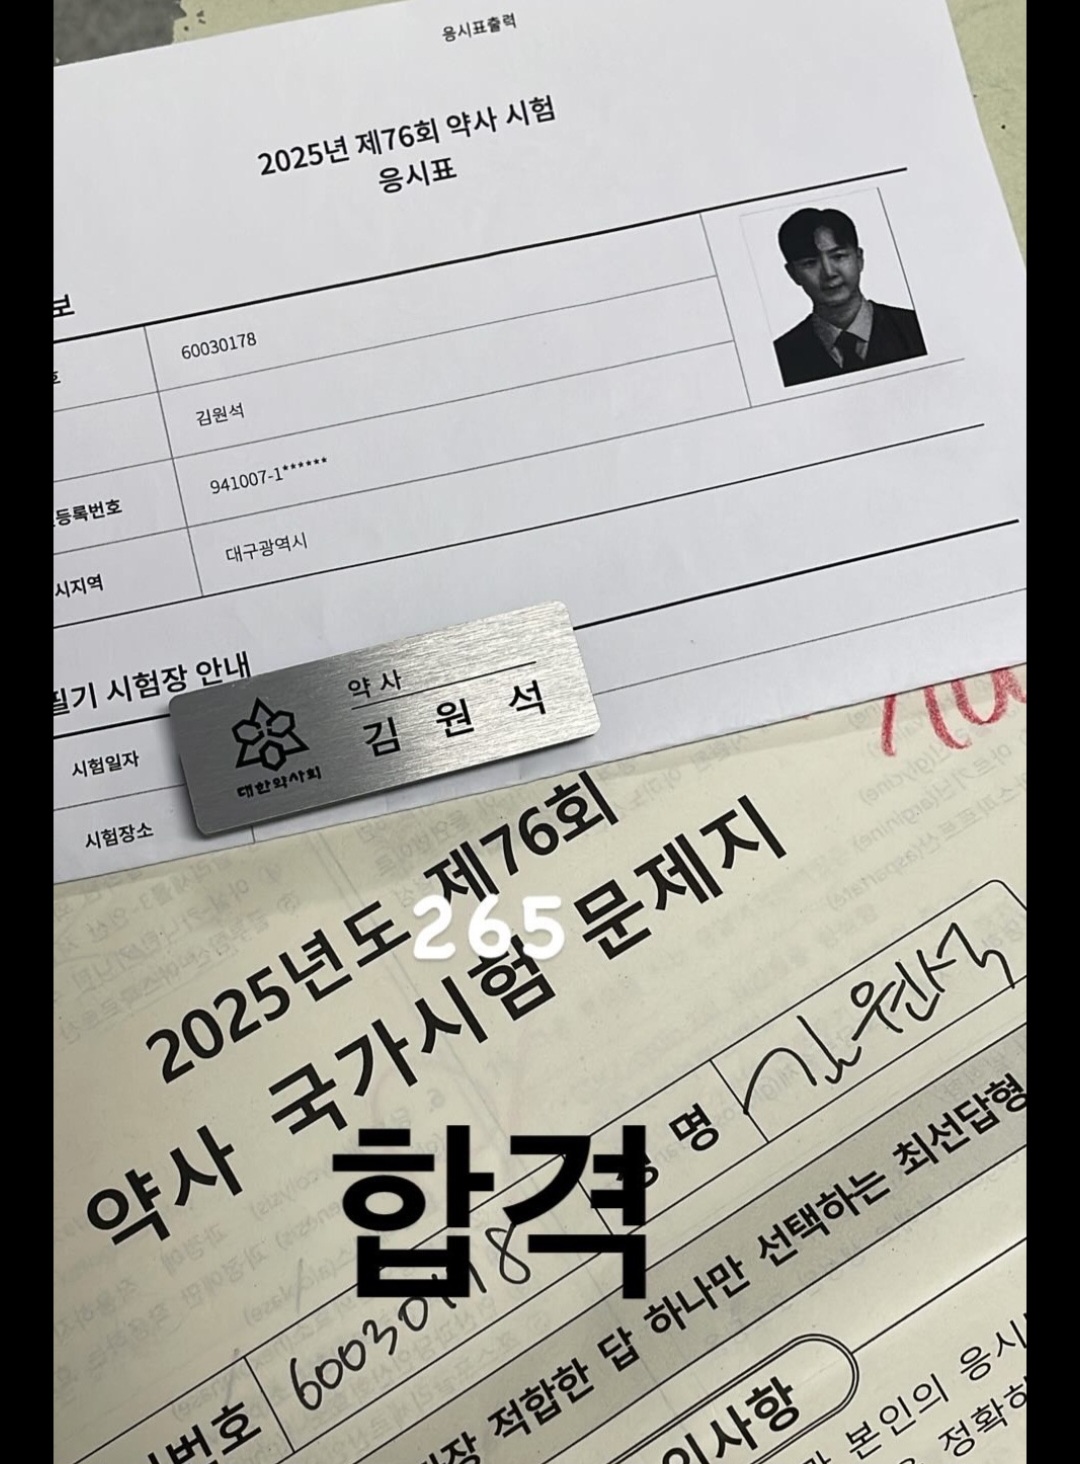 응시표출력
2025년 제76회 약사 시험
응시표
보
호
60030178
김원석
등록번호
941007-1******
시지역
대구광역시
필기 시험장 안내
시험일자
시험장소
약사
김원석
대한약사회
2025년도 제76회
265
약사 국가시험 문제지
합격
성 명 김원석
번호 60030178
최선답형
가장 적합한 답 하나만 선택하는
의사항
본인의 응시
정확하